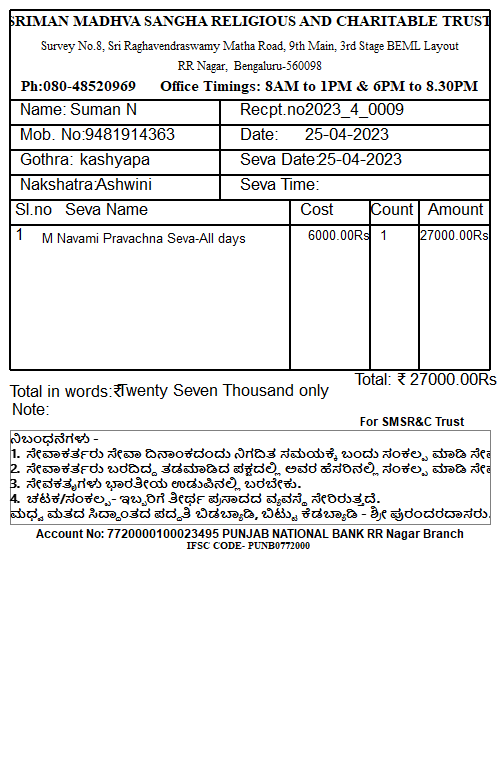 SRIMAN MADHVA SANGHA RELIGIOUS AND CHARITABLE TRUST
Survey No.8, Sri Raghavendraswamy Matha Road, 9th Main, 3rd Stage BEML Layout
RR Nagar, Bengaluru-560098
Ph:080-48520969 Office Timings: 8AM to 1PM & 6PM to 8.30PM
Name: Suman N Recpt.no2023_4_0009
Mob. No:9481914363 Date: 25-04-2023
Gothra: kashyapa Seva Date:25-04-2023
Nakshatra:Ashwini Seva Time:
Sl.no Seva Name Cost Count Amount
1 M Navami Pravachna Seva-All days 6000.00Rs 1 27000.00Rs
Total: ₹ 27000.00Rs
Total in words:₹Twenty Seven Thousand only
Note:
For SMSR&C Trust
ನಿಬಂಧನೆಗಳು -
1. ಸೇವಾಕರ್ತರು ಸೇವಾ ದಿನಾಂಕದಂದು ನಿಗದಿತ ಸಮಯಕ್ಕೆ ಬಂದು ಸಂಕಲ್ಪ ಮಾಡಿ
2. ಸೇವಾಕರ್ತರು ಬರದಿದ್ದ ತಡಮಾಡಿದ ಪಕ್ಷದಲ್ಲಿ ಅವರ ಹೆಸರಿನಲ್ಲಿ ಸಂಕಲ್ಪ ಮಾಡಿ
3. ಸೇವಕತೃಗಳು ಭಾರತೀಯ ಉಡುಪಿನಲ್ಲಿ ಬರಬೇಕು.
4. ಚಟಕ/ಸಂಕಲ್ಪ- ಇಬ್ಬರಿಗೆ ತೀರ್ಥ ಪ್ರಸಾದದ ವ್ಯವಸ್ಥೆ ಸೇರಿರುತ್ತದೆ.
ಮಧ್ವ ಮತದ ಸಿದ್ಧಾಂತದ ಪದ್ಧತಿ ಬಿಡಬ್ಯಾಡಿ, ಬಿಟ್ಟು ಕೆಡಬ್ಯಾಡಿ - ಶ್ರೀ ಪುರಂದರದಾಸರು.
Account No: 7720000100023495 PUNJAB NATIONAL BANK RR Nagar Branch
IFSC CODE- PUNB0772000